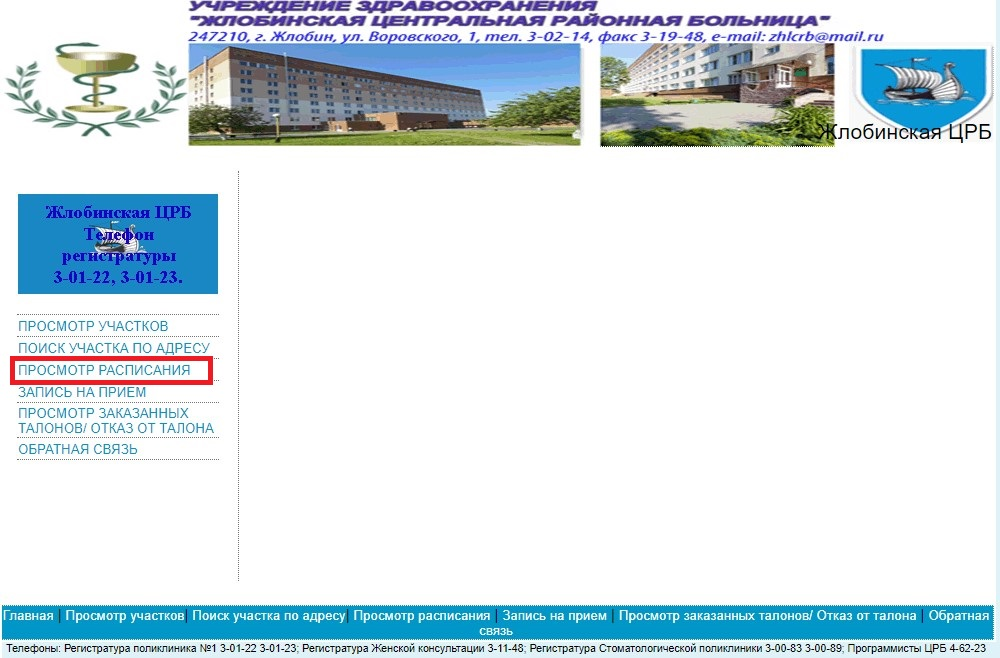 УЧРЕЖДЕНИЕ ЗДРАВООХРАНЕНИЯ
"ЖЛОБИНСКАЯ ЦЕНТРАЛЬНАЯ РАЙОННАЯ БОЛЬНИЦА"
247210, г. Жлобин, ул. Воровского, 1, тел. 3-02-14, факс 3-19-48, e-mail: zhlcrb@mail.ru
Жлобинская ЦРБ
Жлобинская ЦРБ
Телефон
регистратуры
3-01-22, 3-01-23.
ПРОСМОТР УЧАСТКОВ
ПОИСК УЧАСТКА ПО АДРЕСУ
ПРОСМОТР РАСПИСАНИЯ
ЗАПИСЬ НА ПРИЕМ
ПРОСМОТР ЗАКАЗАННЫХ
ТАЛОНОВ/ ОТКАЗ ОТ ТАЛОНА
ОБРАТНАЯ СВЯЗЬ
Главная | Просмотр участков| Поиск участка по адресу| Просмотр расписания | Запись на прием | Просмотр заказанных талонов/ Отказ от талона | Обратная
связь
Телефоны: Регистратура поликлиника №1 3-01-22 3-01-23; Регистратура Женской консультации 3-11-48; Регистратура Стоматологической поликлиники 3-00-83 3-00-89; Программисты ЦРБ 4-62-23